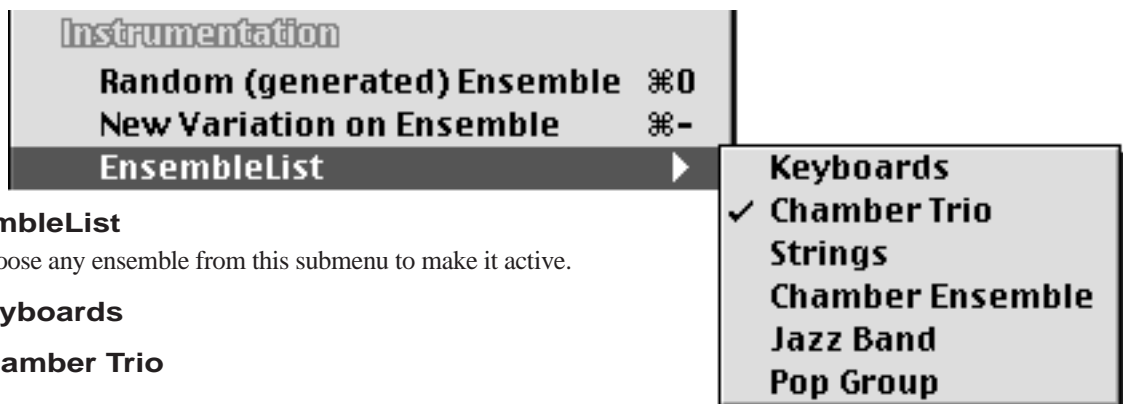 Instrumentation
Random (generated) Ensemble ⌘0
New Variation on Ensemble ⌘-
EnsembleList
Keyboards
✓ Chamber Trio
Strings
Chamber Ensemble
Jazz Band
Pop Group
mbleList
oose any ensemble from this submenu to make it active.
yboards
amber Trio